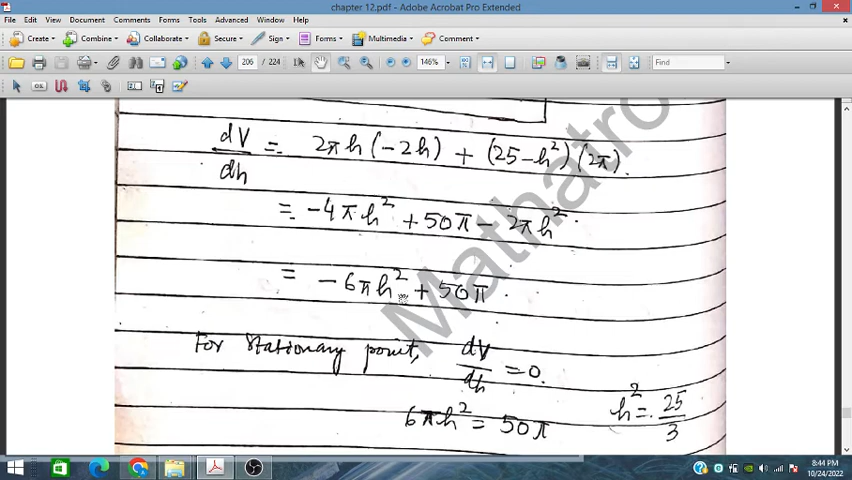 chapter 12.pdf - Adobe Acrobat Pro Extended
File Edit View Document Comments Forms Tools Advanced Window Help
Create Combine Collaborate Secure Sign Forms Multimedia Comment
206 / 224 146% Find
dV/dh = 2πh(-2h) + (25-h²)(2π).
= -4πh² + 50π - 2πh².
= -6πh² + 50π.
For stationary point, dV/dh = 0.
6πh² = 50π h² = 25/3
Mathatro
8:44 PM
10/24/2022